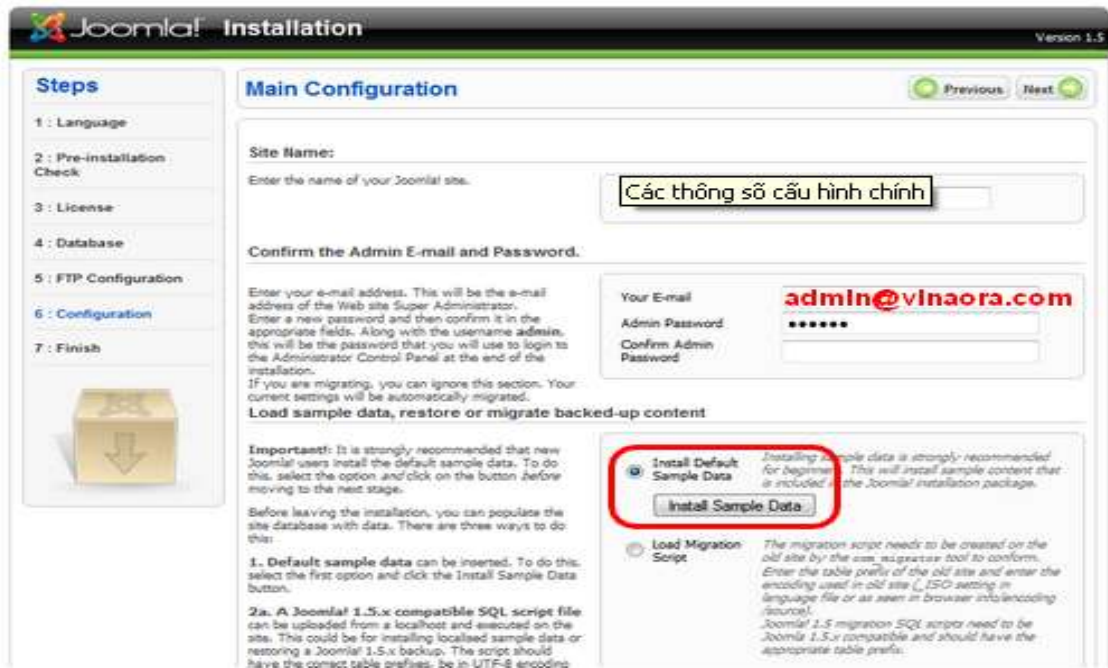 Joomla! Installation
Version 1.5
Steps
1 : Language
2 : Pre-installation
Check
3 : License
4 : Database
5 : FTP Configuration
6 : Configuration
7 : Finish
Main Configuration
Previous
Next
Site Name:
Enter the name of your Joomla! site.
Các thông số cấu hình chính
Confirm the Admin E-mail and Password.
Enter your e-mail address. This will be the e-mail
address of the Web site Super Administrator.
Enter a new password and then confirm it in the
appropriate fields. Along with the username admin,
this will be the password that you will use to login to
the Administrator Control Panel at the end of the
installation.
If you are migrating, you can ignore this section. Your
current settings will be automatically migrated.
Your E-mail
admin@vinaora.com
Admin Password
Confirm Admin
Password
Load sample data, restore or migrate backed-up content
Important!: It is strongly recommended that new
Joomla! users install the default sample data. To do
this, select the option and click on the button before
moving to the next stage.
Before leaving the installation, you can populate the
site database with data. There are three ways to do
this:
1. Default sample data can be inserted. To do this,
select the first option and click the Install Sample Data
button.
2a. A Joomla! 1.5.x compatible SQL script file
can be uploaded from a localhost and executed on the
site. This could be for installing localised sample data or
restoring a Joomla! 1.5.x backup. The script should
have the correct table prefixes, be in UTF-8 encoding
Install Default
Sample Data
Installing sample data is strongly recommended
for beginners. This will install sample content that
is included in the Joomla! installation package.
Install Sample Data
Load Migration
Script
The migration script needs to be created on the
old site by the com_migrator tool to conform.
Enter the table prefix of the old site and enter the
encoding used in old site (_ISO setting in
language file or as seen in browser info/encoding
/source).
Joomla! 1.5 migration SQL scripts need to be
Joomla 1.5.x compatible and should have the
appropriate table prefix.